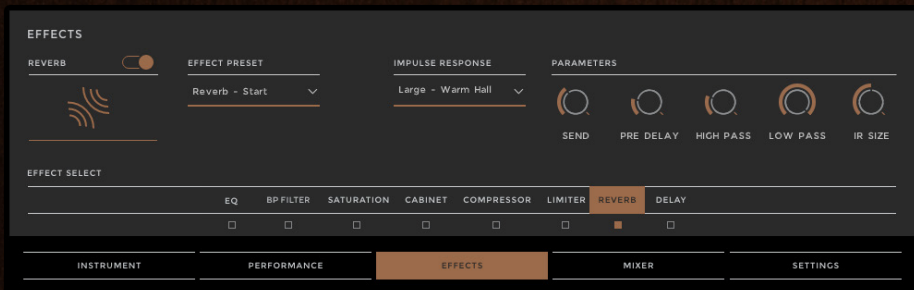 EFFECTS
REVERB
EFFECT PRESET
IMPULSE RESPONSE
PARAMETERS
Reverb - Start
Large - Warm Hall
SEND
PRE DELAY
HIGH PASS
LOW PASS
IR SIZE
EFFECT SELECT
EQ
BP FILTER
SATURATION
CABINET
COMPRESSOR
LIMITER
REVERB
DELAY
INSTRUMENT
PERFORMANCE
EFFECTS
MIXER
SETTINGS